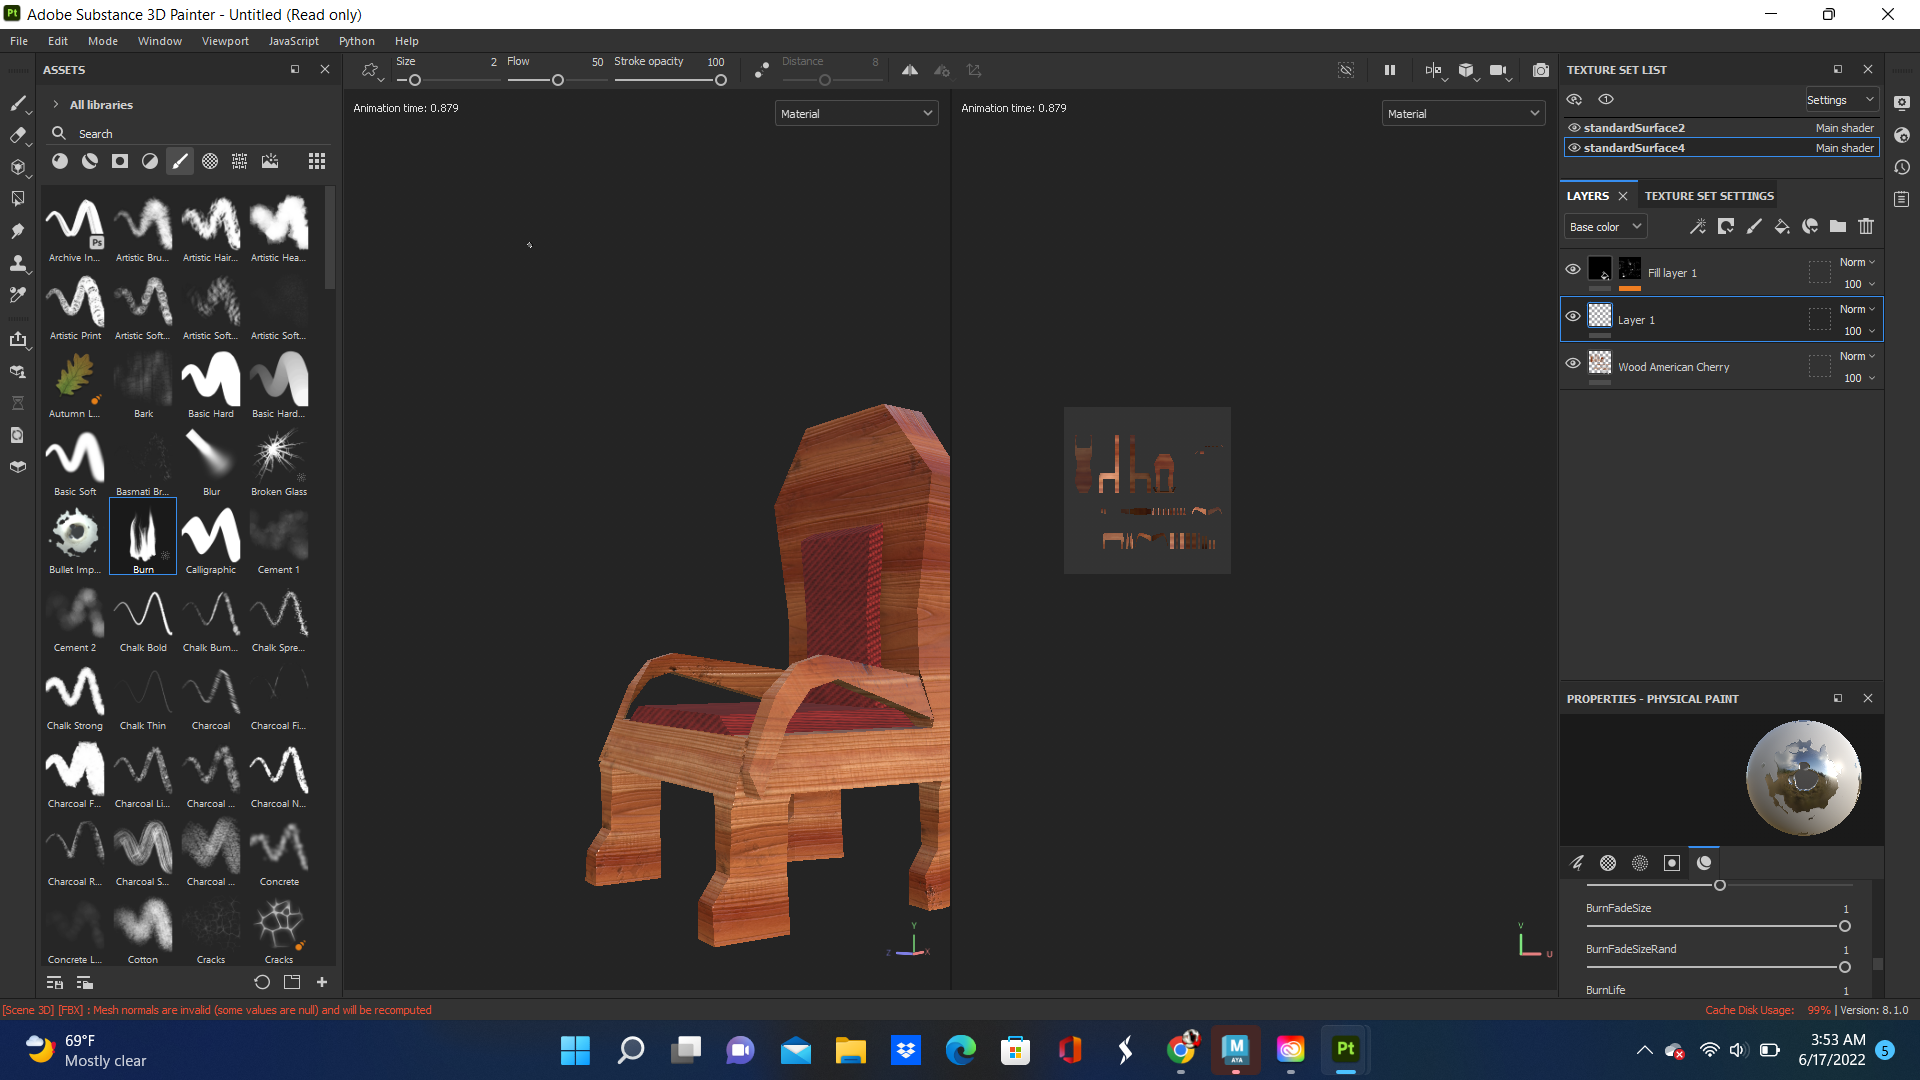 Pt Adobe Substance 3D Painter - Untitled (Read only)
File Edit Mode Window Viewport JavaScript Python Help
ASSETS
Size 2 Flow 50 Stroke opacity 100 Distance 8
TEXTURE SET LIST
All libraries
Search
Animation time: 0.879
Material
Animation time: 0.879
Material
Settings
standardSurface2 Main shader
standardSurface4 Main shader
LAYERS TEXTURE SET SETTINGS
Base color
Ps
Archive In... Artistic Bru... Artistic Hair... Artistic Hea...
Artistic Print Artistic Soft... Artistic Soft... Artistic Soft...
Autumn L... Bark Basic Hard Basic Hard...
Basic Soft Basmati Br... Blur Broken Glass
Bullet Imp... Burn Calligraphic Cement 1
Cement 2 Chalk Bold Chalk Bum... Chalk Spre...
Chalk Strong Chalk Thin Charcoal Charcoal Fi...
Charcoal F... Charcoal Li... Charcoal ... Charcoal N...
Charcoal R... Charcoal S... Charcoal ... Concrete
Concrete L... Cotton Cracks Cracks
Fill layer 1 Norm 100
Layer 1 Norm 100
Wood American Cherry Norm 100
PROPERTIES - PHYSICAL PAINT
BurnFadeSize 1
BurnFadeSizeRand 1
BurnLife 1
Y
Z X
V
U
[Scene 3D] [FBX] : Mesh normals are invalid (some values are null) and will be recomputed
Cache Disk Usage: 99% | Version: 8.1.0
69°F
Mostly clear
M
AYA
Pt
3:53 AM
6/17/2022
5